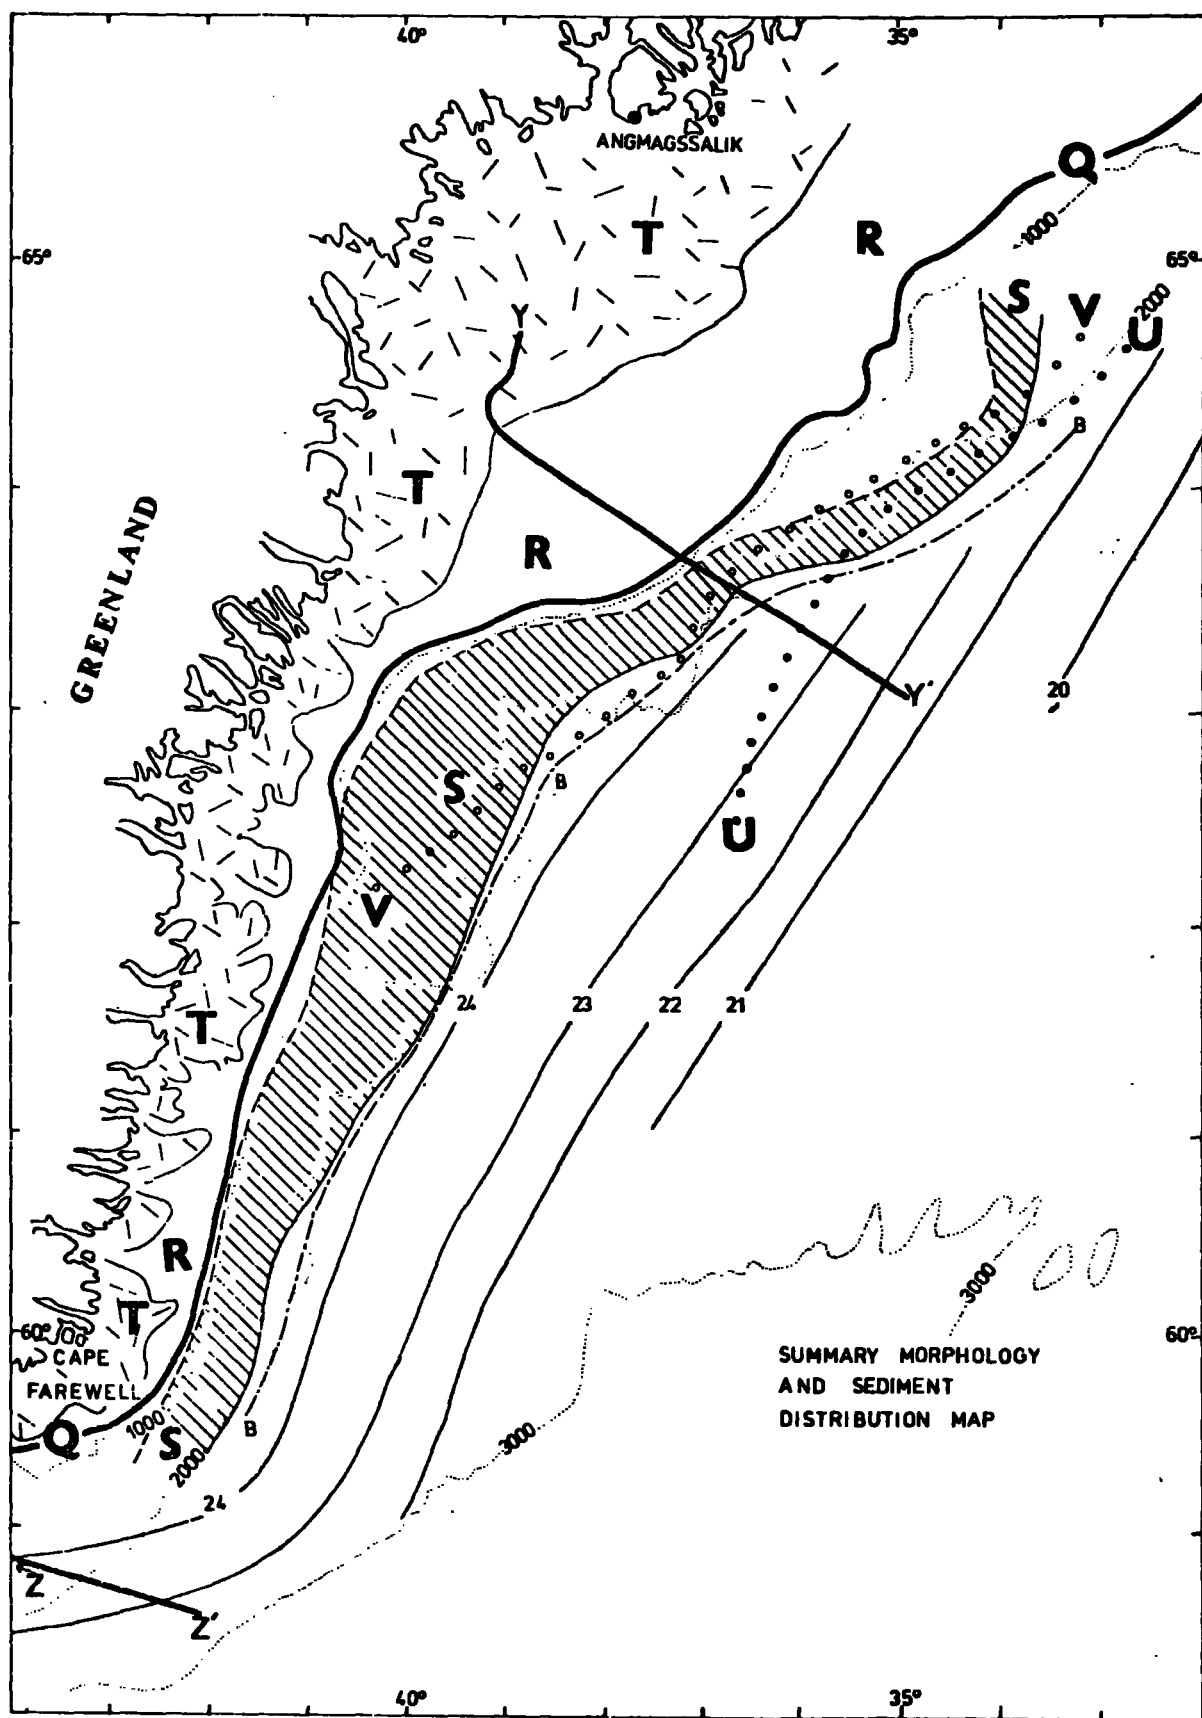 40° 35°
ANGMAGSSALIK
Q
1000
T R
65° 65°
S V 2000
U
Y
B
T
GREENLAND
R
Y'
20
S B
U
V
24 23 22 21
T
R
3000
T
60° 60°
CAPE
FAREWELL
SUMMARY MORPHOLOGY
AND SEDIMENT
DISTRIBUTION MAP
1000
Q S B
2000 3000
24
Z
Z'
40° 35°